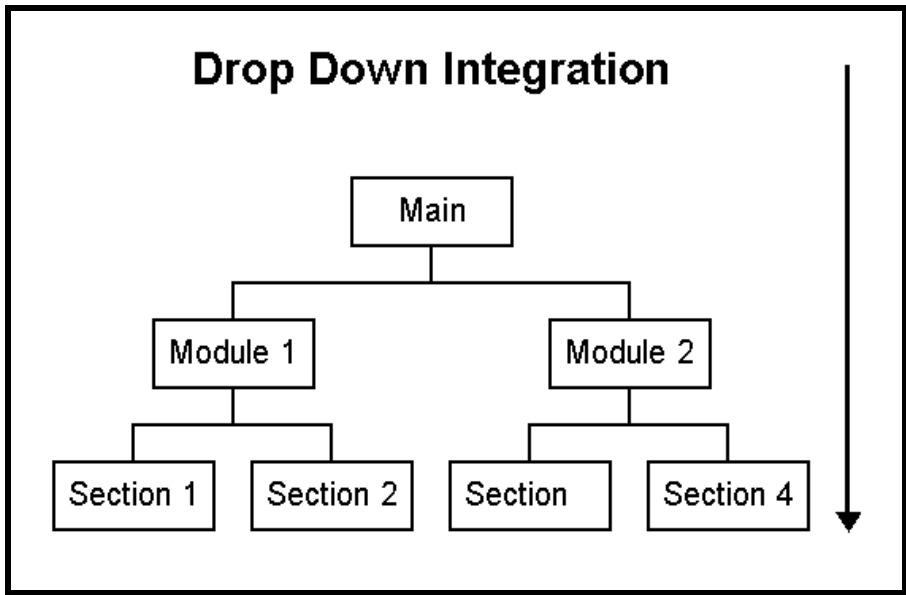 Drop Down Integration
Main
Module 1
Module 2
Section 1
Section 2
Section
Section 4